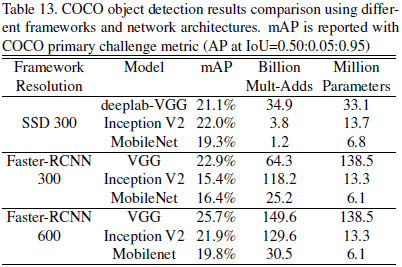 Table 13. COCO object detection results comparison using differ-
ent frameworks and network architectures. mAP is reported with
COCO primary challenge metric (AP at IoU=0.50:0.05:0.95)
Framework Model mAP Billion Million
Resolution Mult-Adds Parameters
deeplab-VGG 21.1% 34.9 33.1
SSD 300 Inception V2 22.0% 3.8 13.7
MobileNet 19.3% 1.2 6.8
Faster-RCNN VGG 22.9% 64.3 138.5
300 Inception V2 15.4% 118.2 13.3
MobileNet 16.4% 25.2 6.1
Faster-RCNN VGG 25.7% 149.6 138.5
600 Inception V2 21.9% 129.6 13.3
Mobilenet 19.8% 30.5 6.1